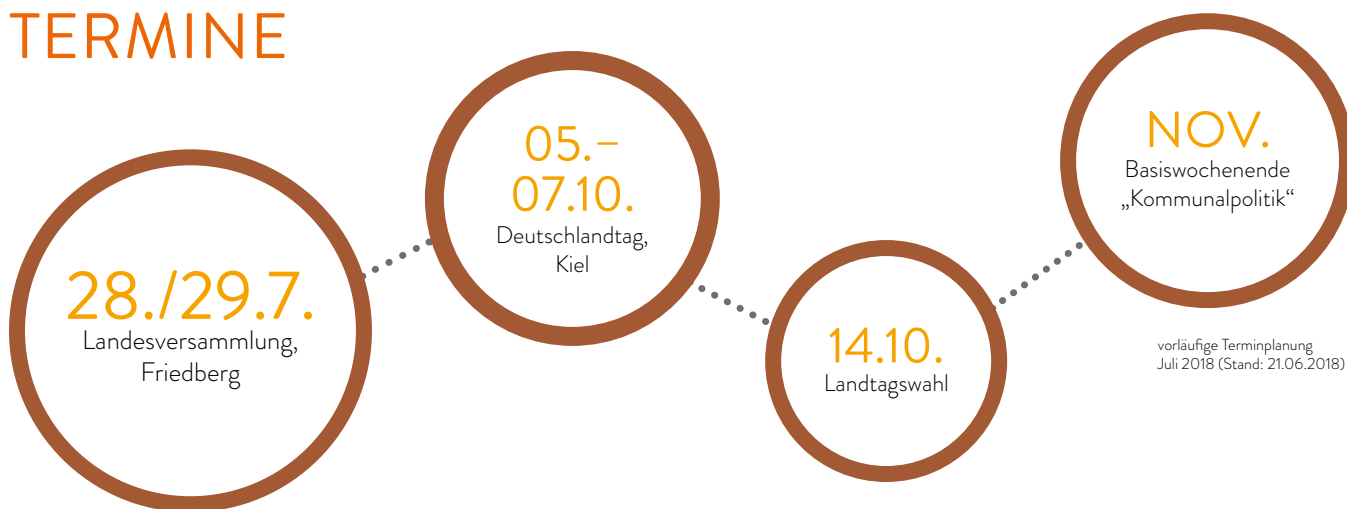 TERMINE
28./29.7.
Landesversammlung,
Friedberg
05.–
07.10.
Deutschlandtag,
Kiel
14.10.
Landtagswahl
NOV.
Basiswochenende
„Kommunalpolitik“
vorläufige Terminplanung
Juli 2018 (Stand: 21.06.2018)